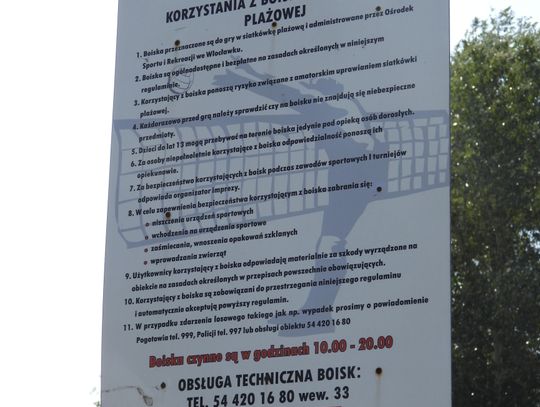 KORZYSTANIA Z BOIS
PLAŻOWEJ
1. Boiska przeznaczone są do gry w siatkówkę plażową i administrowane przez Ośrodek
Sportu i Rekreacji we Włocławku.
2. Boiska są ogólnodostępne i bezpłatne na zasadach określonych w niniejszym
regulaminie.
3. Korzystający z boiska ponoszą ryzyko związane z amatorskim uprawianiem siatkówki
plażowej.
4. Każdorazowo przed grą należy sprawdzić czy na boisku nie znajdują się niebezpieczne
przedmioty.
5. Dzieci do lat 13 mogą przebywać na terenie boiska jedynie pod opieką osób dorosłych.
6. Za osoby niepełnoletnie korzystające z boiska odpowiedzialność ponoszą ich
opiekunowie.
7. Za bezpieczeństwo korzystających z boisk podczas zawodów sportowych i turniejów
odpowiada organizator imprezy.
8. W celu zapewnienia bezpieczeństwa korzystającym z boiska zabrania się:
• niszczenia urządzeń sportowych
• wchodzenia na urządzenia sportowe
• zaśmiecania, wnoszenia opakowań szklanych
• wprowadzania zwierząt
9. Użytkownicy korzystający z boiska odpowiadają materialnie za szkody wyrządzone na
obiekcie na zasadach określonych w przepisach powszechnie obowiązujących.
10. Korzystający z boiska są zobowiązani do przestrzegania niniejszego regulaminu
i automatycznie akceptują powyższy regulamin.
11. W przypadku zdarzenia losowego takiego jak np. wypadek prosimy o powiadomienie
Pogotowia tel. 999, Policji tel. 997 lub obsługi obiektu 54 420 16 80
Boiska czynne są w godzinach 10.00 - 20.00
OBSŁUGA TECHNICZNA BOISK:
TEL. 54 420 16 80 wew. 33